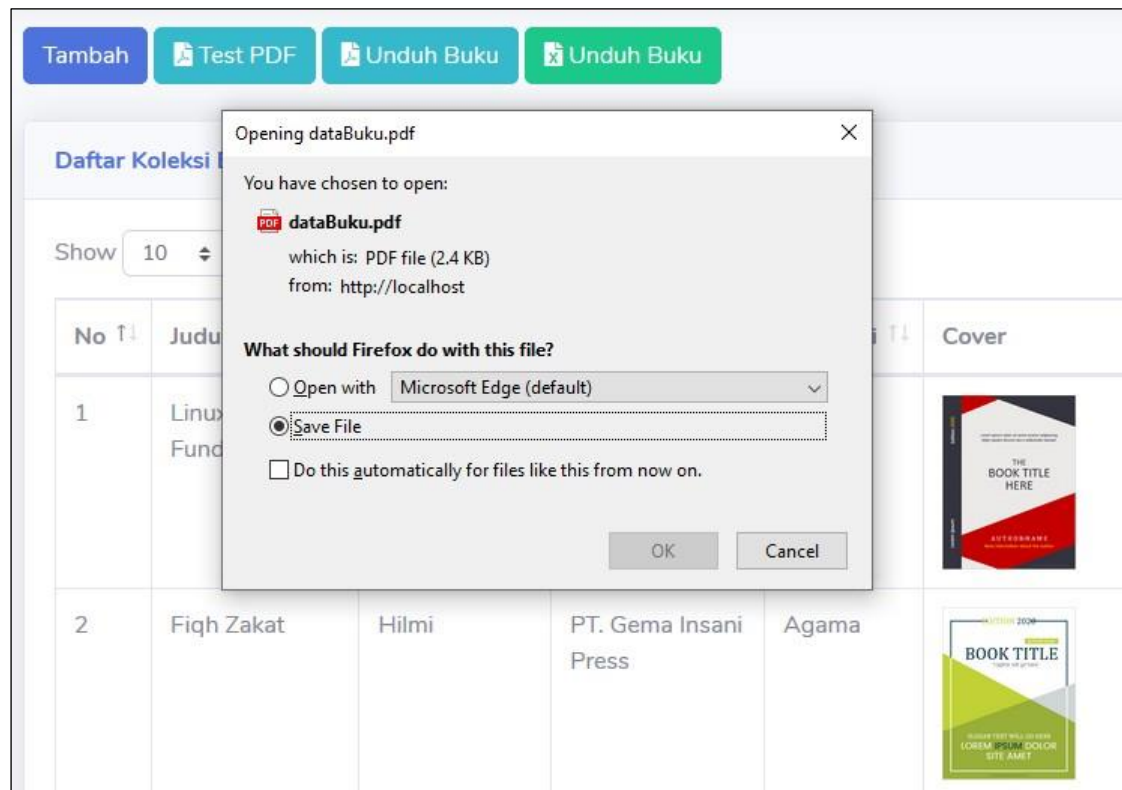 Tambah
Test PDF
Unduh Buku
Unduh Buku
Opening dataBuku.pdf
Daftar Koleksi
You have chosen to open:
dataBuku.pdf
which is: PDF file (2.4 KB)
from: http://localhost
Show 10
No
Judu
Cover
What should Firefox do with this file?
Open with Microsoft Edge (default)
Save File
Do this automatically for files like this from now on.
OK
Cancel
1
Linux
Fund
THE
BOOK TITLE
HERE
2
Fiqh Zakat
Hilmi
PT. Gema Insani
Press
Agama
BOOK TITLE
LOREM IPSUM DOLOR
SITE AMET